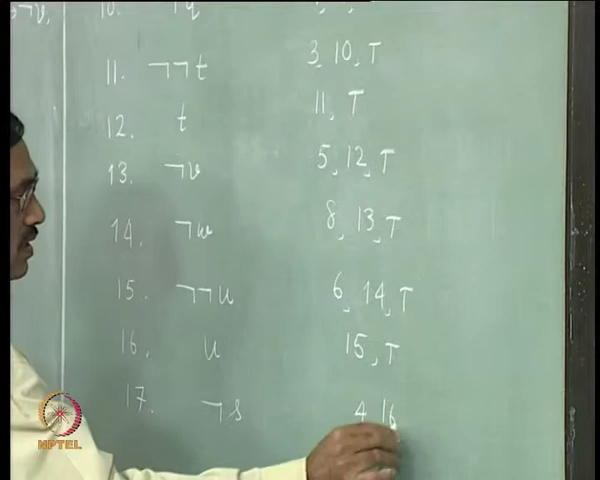 10. ¬q
11. ¬¬t 3, 10, T
12. t 11, T
13. ¬v 5, 12, T
14. ¬w 8, 13, T
15. ¬¬u 6, 14, T
16. u 15, T
17. ¬s 4, 16
NPTEL